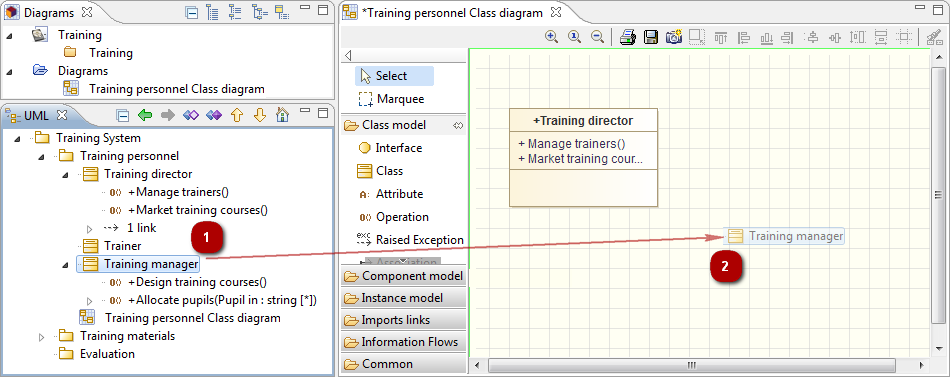 Diagrams
Training
Training
Diagrams
Training personnel Class diagram
UML
Training System
Training personnel
Training director
+Manage trainers()
+Market training courses()
1 link
Trainer
Training manager
+Design training courses()
+Allocate pupils(Pupil in : string [*])
Training personnel Class diagram
Training materials
Evaluation
1
*Training personnel Class diagram
Select
Marquee
Class model
Interface
Class
A: Attribute
O() Operation
exc Raised Exception
Association
Component model
Instance model
Imports links
Information Flows
Common
+Training director
+ Manage trainers()
+ Market training cour...
Training manager
2